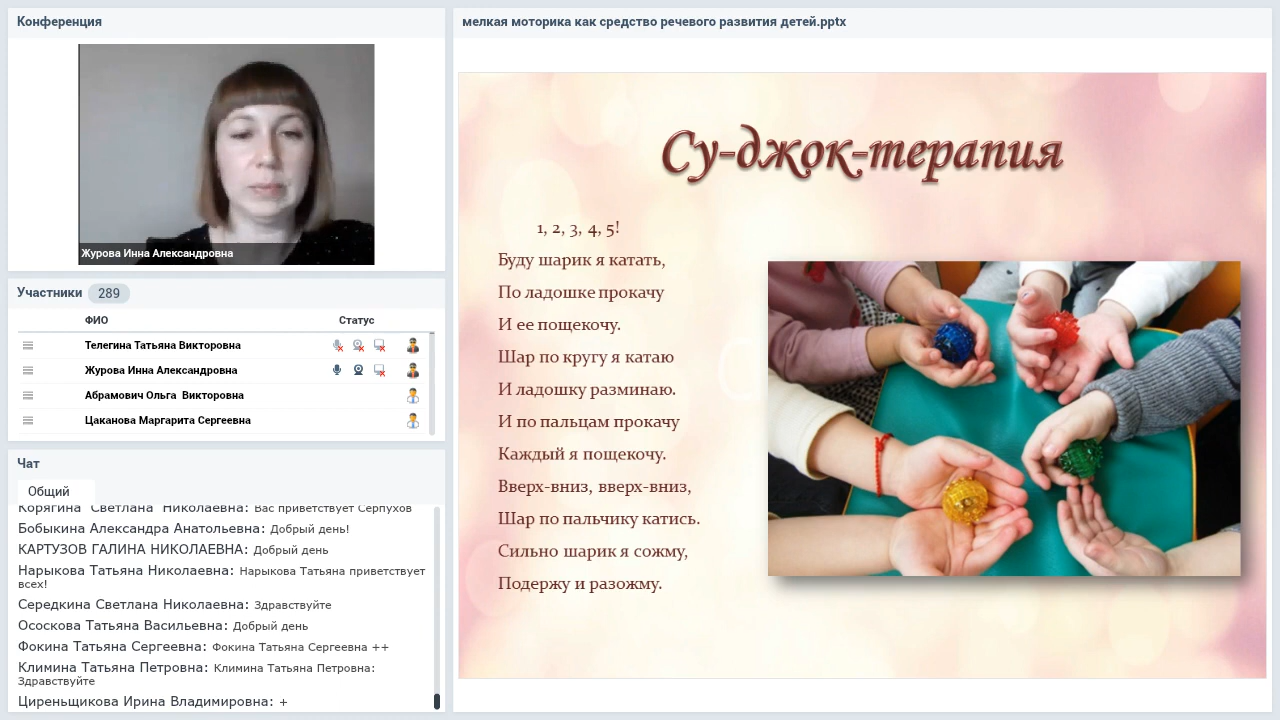 Конференция
Журова Инна Александровна
Участники 289
ФИО Статус
Телегина Татьяна Викторовна
Журова Инна Александровна
Абрамович Ольга Викторовна
Цаканова Маргарита Сергеевна
Чат
Общий
Корягина Светлана Николаевна: Вас приветствует Серпухов
Бобыкина Александра Анатольевна: Добрый день!
КАРТУЗОВ ГАЛИНА НИКОЛАЕВНА: Добрый день
Нарыкова Татьяна Николаевна: Нарыкова Татьяна приветствует
всех!
Середкина Светлана Николаевна: Здравствуйте
Ососкова Татьяна Васильевна: Добрый день
Фокина Татьяна Сергеевна: Фокина Татьяна Сергеевна ++
Климина Татьяна Петровна: Климина Татьяна Петровна:
Здравствуйте
Циреньщикова Ирина Владимировна: +
мелкая моторика как средство речевого развития детей.pptx
Су-джок-терапия
1, 2, 3, 4, 5!
Буду шарик я катать,
По ладошке прокачу
И ее пощекочу.
Шар по кругу я катаю
И ладошку разминаю.
И по пальцам прокачу
Каждый я пощекочу.
Вверх-вниз, вверх-вниз,
Шар по пальчику катись.
Сильно шарик я сожму,
Подержу и разожму.